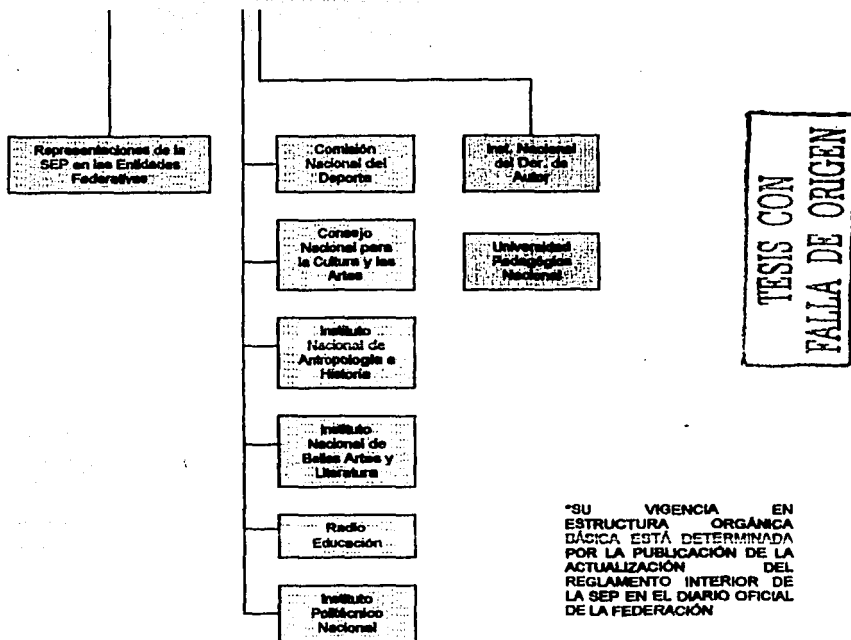 Representaciones de la
SEP en las Entidades
Federativas
Comisión
Nacional del
Deporte
Inst. Nacional
del Der. de
Autor
Consejo
Nacional para
la Cultura y las
Artes
Universidad
Pedagógica
Nacional
Instituto
Nacional de
Antropología e
Historia
Instituto
Nacional de
Bellas Artes y
Literatura
Radio
Educación
Instituto
Politécnico
Nacional
TESIS CON
FALLA DE ORIGEN
*SU VIGENCIA EN
ESTRUCTURA ORGÁNICA
BÁSICA ESTÁ DETERMINADA
POR LA PUBLICACIÓN DE LA
ACTUALIZACIÓN DEL
REGLAMENTO INTERIOR DE
LA SEP EN EL DIARIO OFICIAL
DE LA FEDERACIÓN